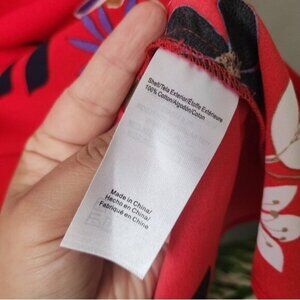 Shell/Tela Exterior/Étoffe Extérieure
100% Cotton/Algodón/Coton
Made in China/
Hecho en China/
Fabriqué en Chine